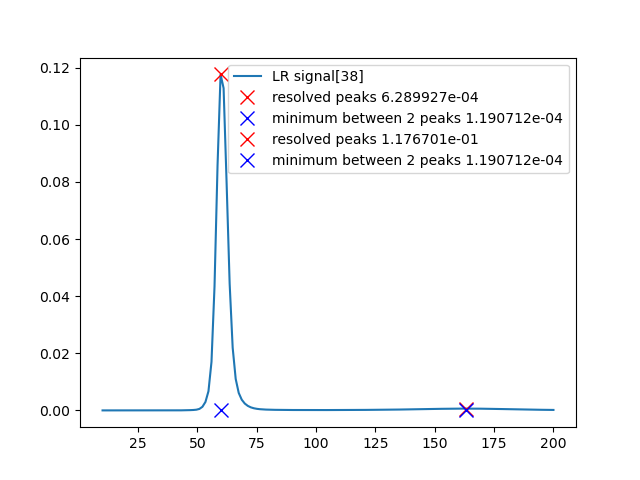 0.12
0.10
0.08
0.06
0.04
0.02
0.00
LR signal[38]
resolved peaks 6.289927e-04
minimum between 2 peaks 1.190712e-04
resolved peaks 1.176701e-01
minimum between 2 peaks 1.190712e-04
25 50 75 100 125 150 175 200